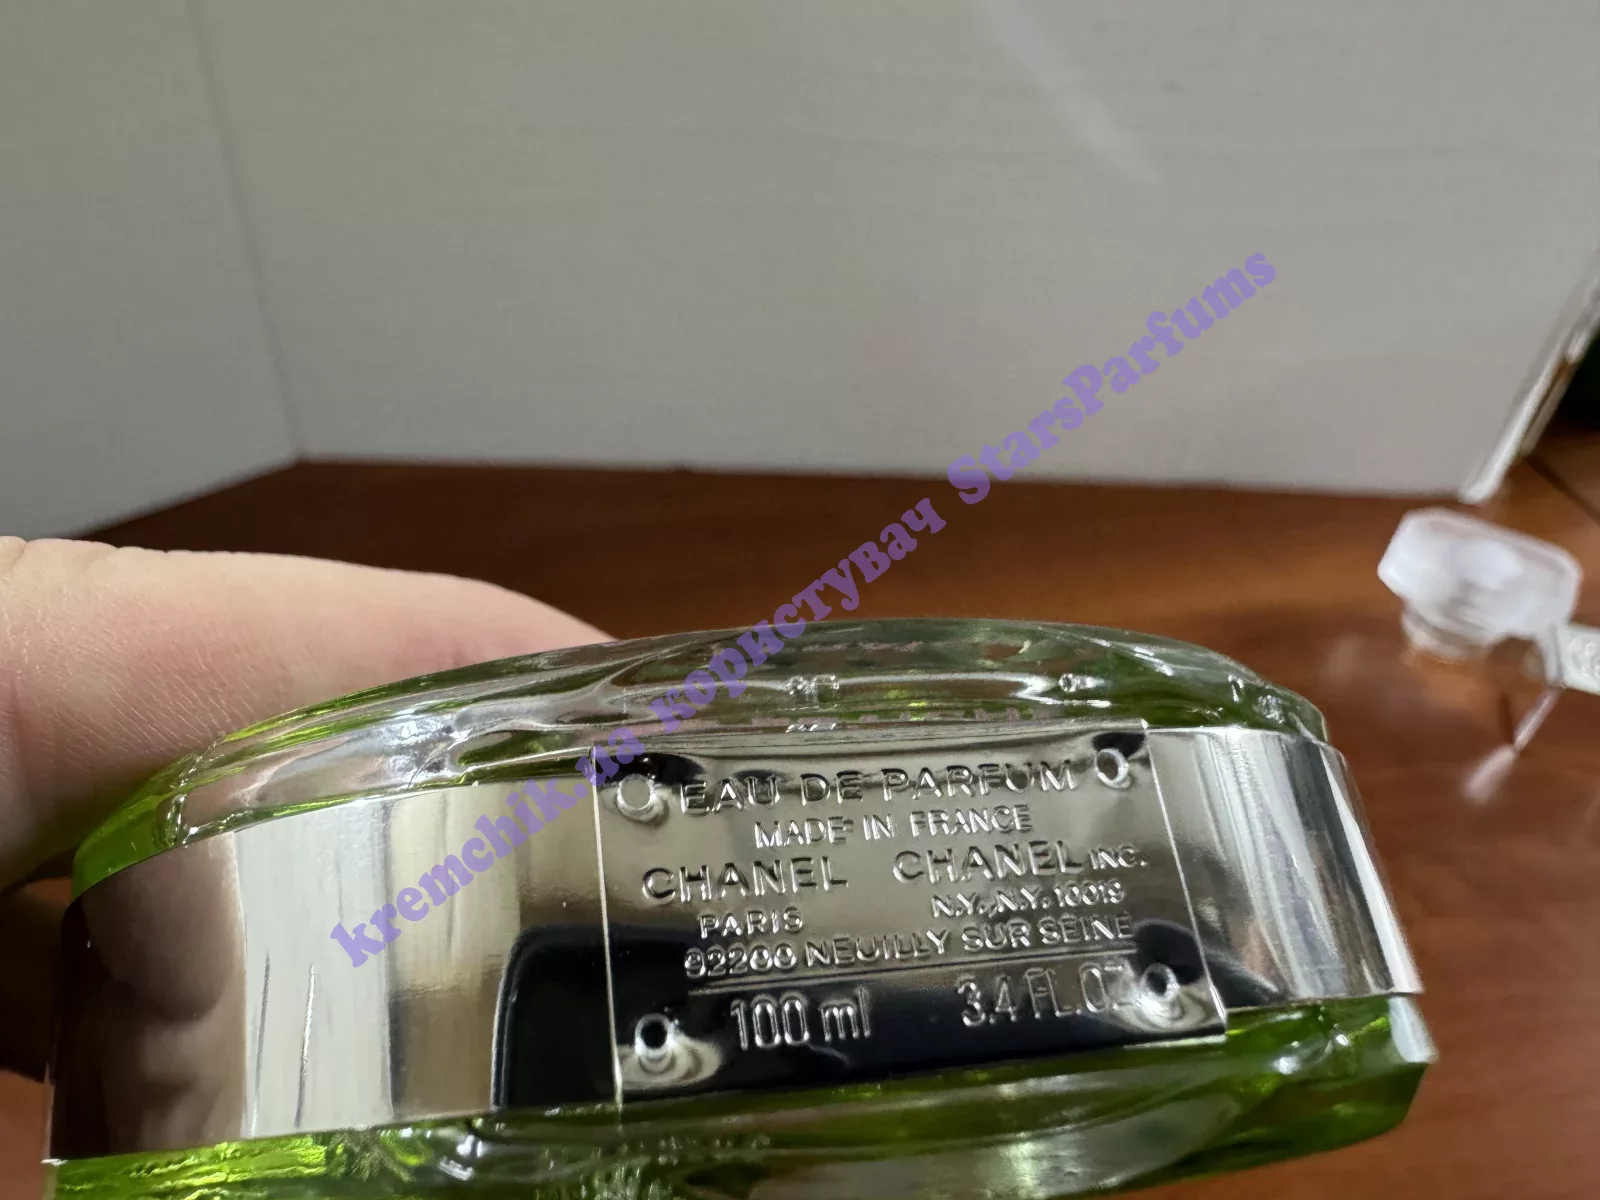 kremchik.ua користувач StarsParfums
EAU DE PARFUM
MADE IN FRANCE
CHANEL CHANEL INC.
PARIS N.Y., N.Y. 10019
92200 NEUILLY SUR SEINE
100 ml 3.4 FL.OZ